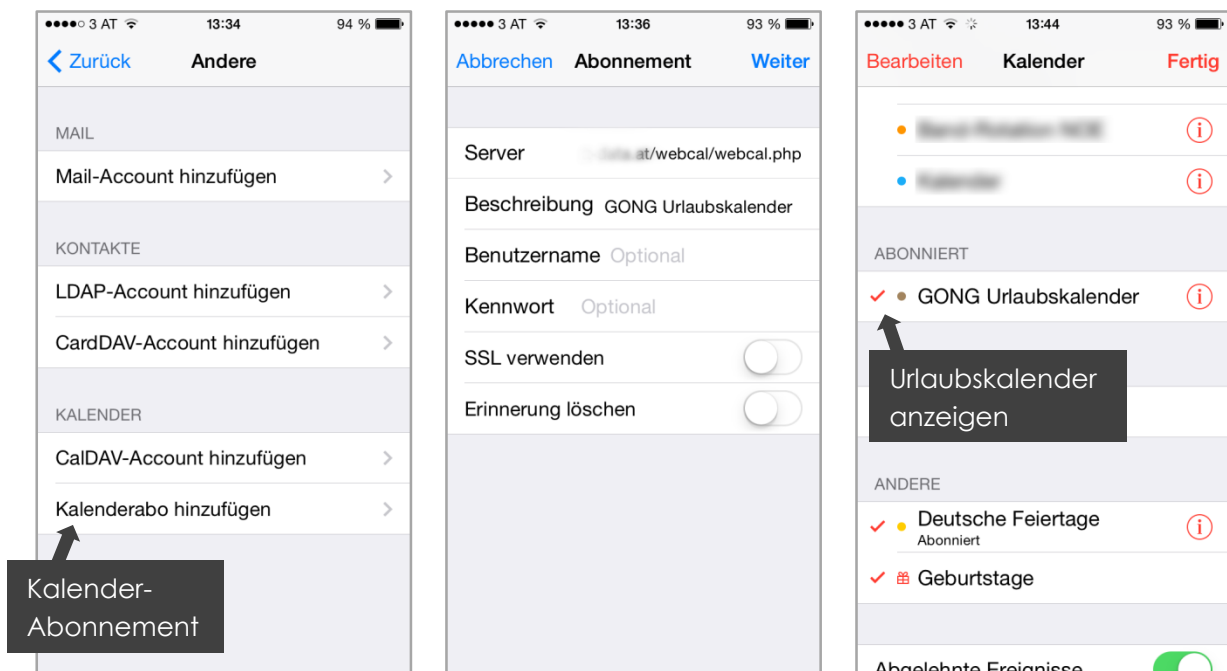 3 AT 13:34 94 %
Zurück Andere
MAIL
Mail-Account hinzufügen
KONTAKTE
LDAP-Account hinzufügen
CardDAV-Account hinzufügen
KALENDER
CalDAV-Account hinzufügen
Kalenderabo hinzufügen
Kalender-
Abonnement
3 AT 13:36 93 %
Abbrechen Abonnement Weiter
Server .at/webcal/webcal.php
Beschreibung GONG Urlaubskalender
Benutzername Optional
Kennwort Optional
SSL verwenden
Erinnerung löschen
3 AT 13:44 93 %
Bearbeiten Kalender Fertig
ABONNIERT
GONG Urlaubskalender
Urlaubskalender
anzeigen
ANDERE
Deutsche Feiertage
Abonniert
Geburtstage
Abgelehnte Ereignisse